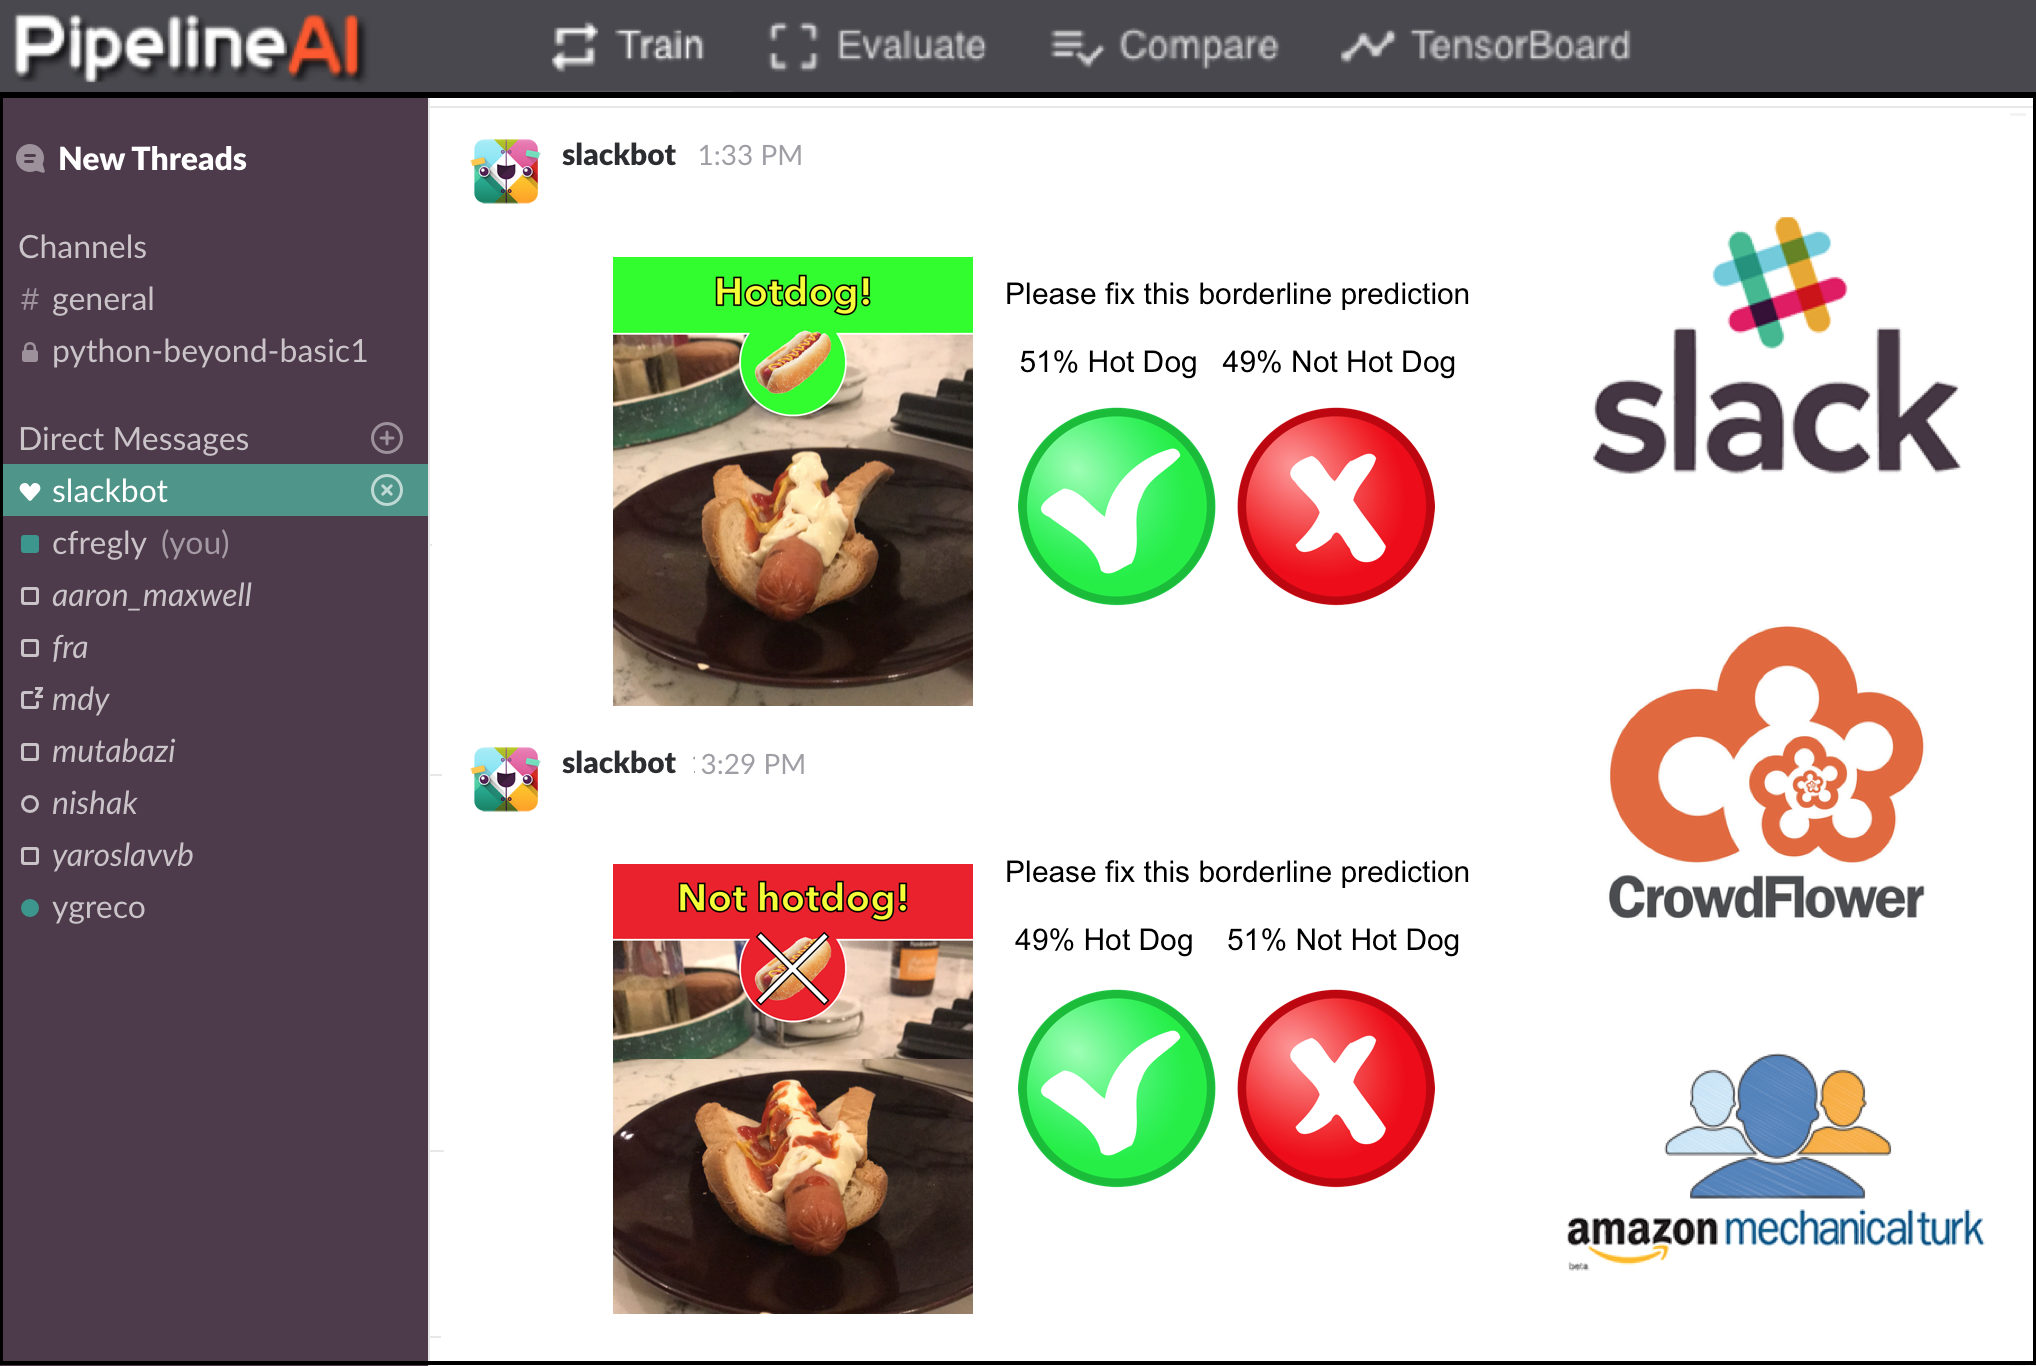 PipelineAI
Train
Evaluate
Compare
TensorBoard
New Threads
Channels
# general
python-beyond-basic1
Direct Messages
slackbot
cfregly (you)
aaron_maxwell
fra
mdy
mutabazi
nishak
yaroslavvb
ygreco
slackbot 1:33 PM
Hotdog!
Please fix this borderline prediction
51% Hot Dog 49% Not Hot Dog
slack
slackbot :3:29 PM
Not hotdog!
Please fix this borderline prediction
49% Hot Dog 51% Not Hot Dog
CrowdFlower
amazon mechanical turk
beta